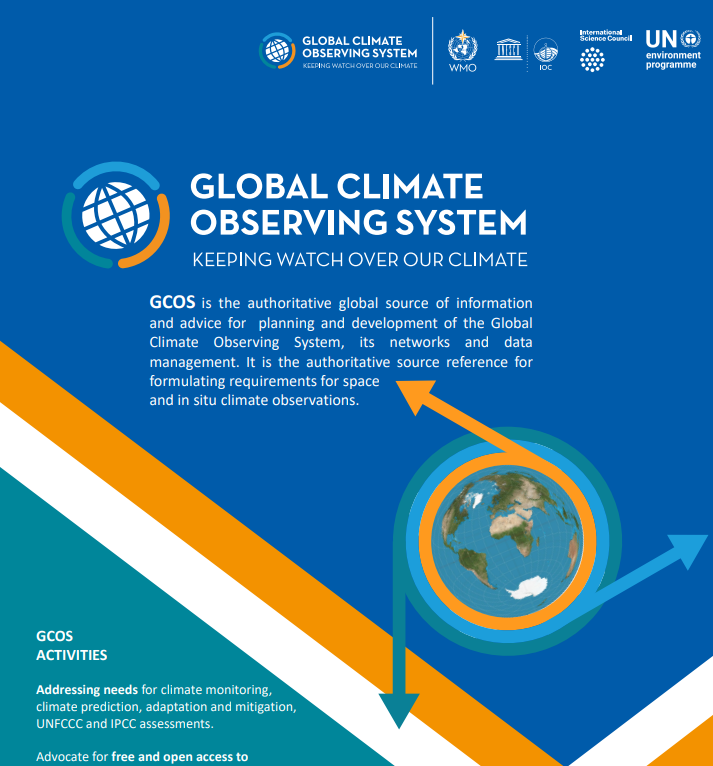 GLOBAL CLIMATE
OBSERVING SYSTEM
KEEPING WATCH OVER OUR CLIMATE
WMO
IOC
International
Science Council
UN
environment
programme
GLOBAL CLIMATE
OBSERVING SYSTEM
KEEPING WATCH OVER OUR CLIMATE
GCOS is the authoritative global source of information
and advice for planning and development of the Global
Climate Observing System, its networks and data
management. It is the authoritative source reference for
formulating requirements for space
and in situ climate observations.
GCOS
ACTIVITIES
Addressing needs for climate monitoring,
climate prediction, adaptation and mitigation,
UNFCCC and IPCC assessments.
Advocate for free and open access to